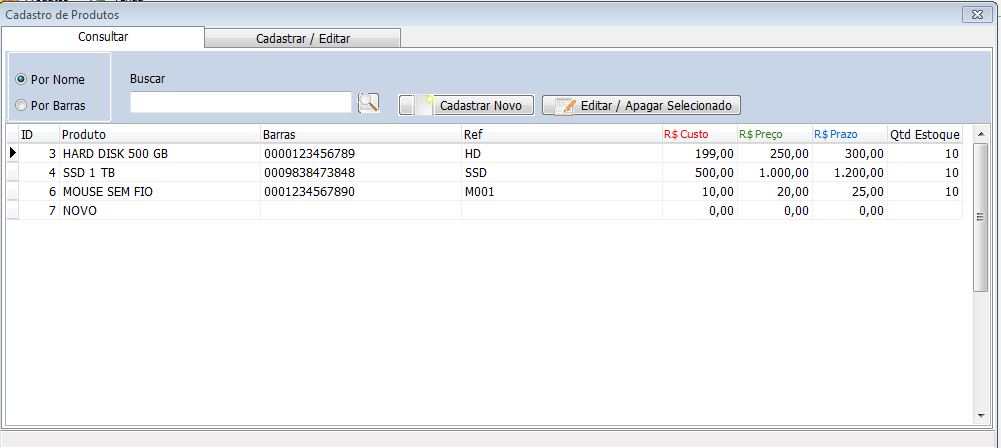 Cadastro de Produtos
Consultar Cadastrar / Editar
Por Nome Buscar
Por Barras Cadastrar Novo Editar / Apagar Selecionado
ID Produto Barras Ref R$ Custo R$ Preço R$ Prazo Qtd Estoque
3 HARD DISK 500 GB 0000123456789 HD 199,00 250,00 300,00 10
4 SSD 1 TB 0009838473848 SSD 500,00 1.000,00 1.200,00 10
6 MOUSE SEM FIO 0001234567890 M001 10,00 20,00 25,00 10
7 NOVO 0,00 0,00 0,00